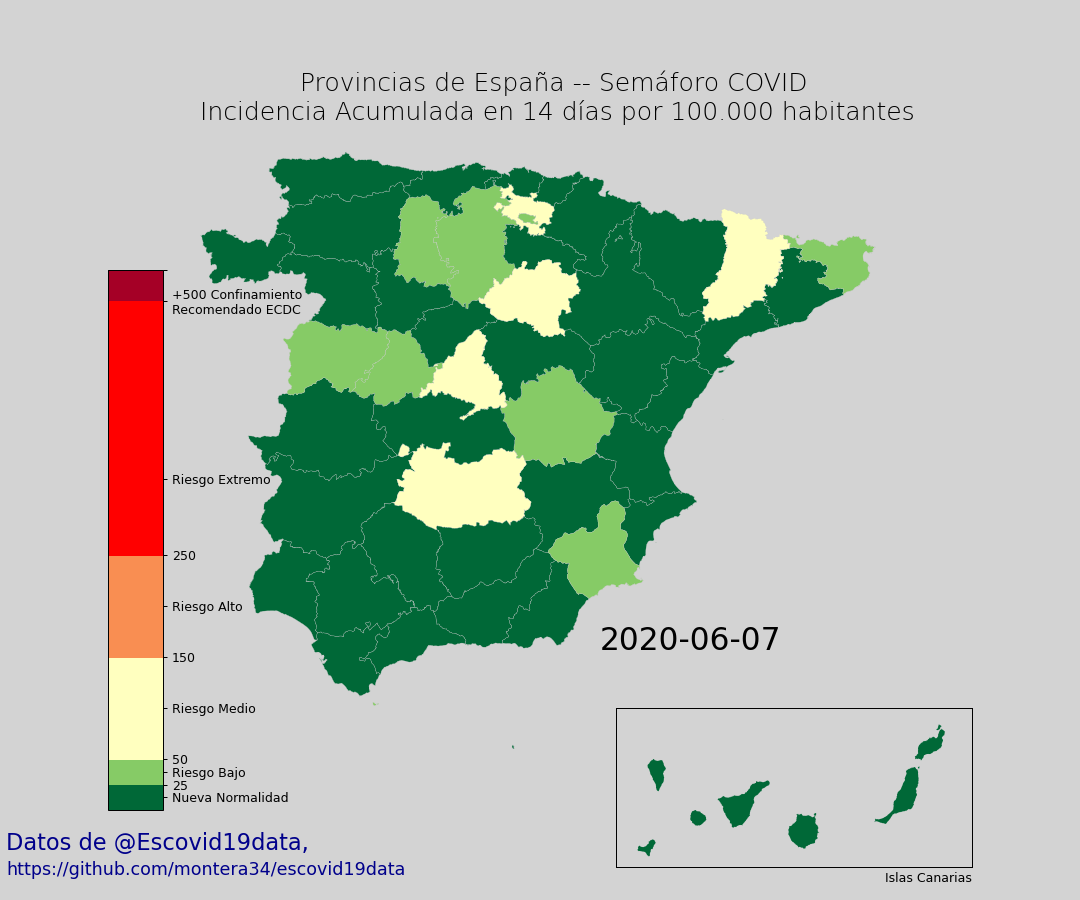 Provincias de España -- Semáforo COVID
Incidencia Acumulada en 14 días por 100.000 habitantes
+500 Confinamiento
Recomendado ECDC
Riesgo Extremo
250
Riesgo Alto
150
Riesgo Medio
50
Riesgo Bajo
25
Nueva Normalidad
2020-06-07
Islas Canarias
Datos de @Escovid19data,
https://github.com/montera34/escovid19data